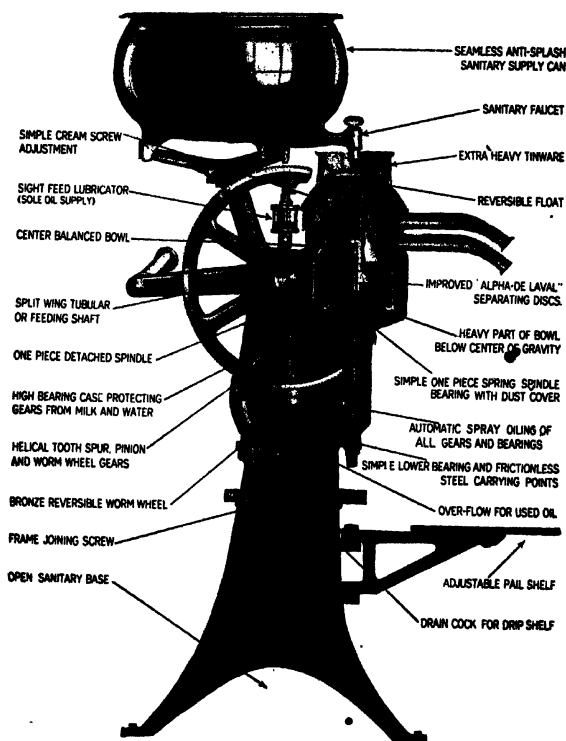 SEAMLESS ANTI-SPLASH
SANITARY SUPPLY CAN
SANITARY FAUCET
EXTRA HEAVY TINWARE
REVERSIBLE FLOAT
IMPROVED "ALPHA-DE LAVAL"
SEPARATING DISCS.
HEAVY PART OF BOWL
BELOW CENTER OF GRAVITY
SIMPLE ONE PIECE SPRING SPINDLE
BEARING WITH DUST COVER
AUTOMATIC SPRAY OILING OF
ALL GEARS AND BEARINGS
SIMPLE LOWER BEARING AND FRICTIONLESS
STEEL CARRYING POINTS
OVER-FLOW FOR USED OIL
ADJUSTABLE PAIL SHELF
DRAIN COCK FOR DRIP SHELF
SIMPLE CREAM SCREW
ADJUSTMENT
SIGHT FEED LUBRICATOR
(SOLE OIL SUPPLY)
CENTER BALANCED BOWL
SPLIT WING TUBULAR
OR FEEDING SHAFT
ONE PIECE DETACHED SPINDLE
HIGH BEARING CASE PROTECTING
GEARS FROM MILK AND WATER
HELICAL TOOTH SPUR, PINION
AND WORM WHEEL GEARS
BRONZE REVERSIBLE WORM WHEEL
FRAME JOINING SCREW
OPEN SANITARY BASE